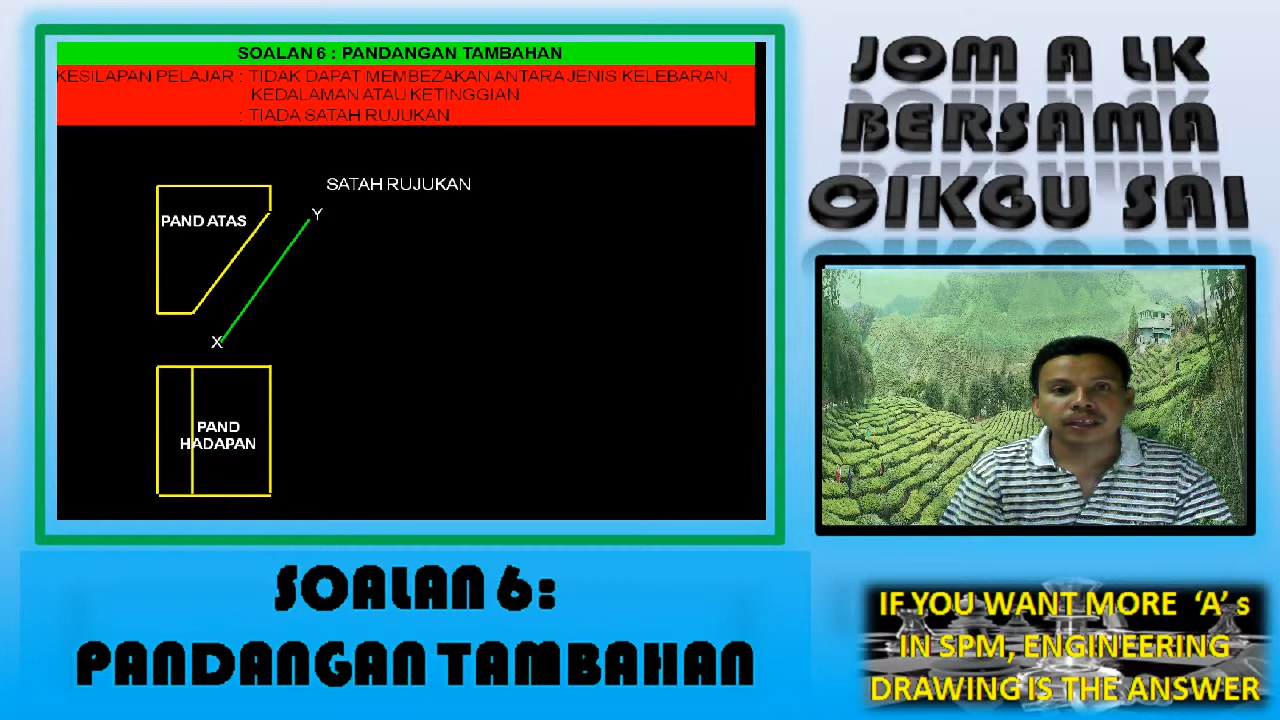 SOALAN 6 : PANDANGAN TAMBAHAN
KESILAPAN PELAJAR : TIDAK DAPAT MEMBEZAKAN ANTARA JENIS KELEBARAN,
KEDALAMAN ATAU KETINGGIAN
: TIADA SATAH RUJUKAN
SATAH RUJUKAN
Y
PAND ATAS
X
PAND
HADAPAN
JOM A LK
BERSAMA
CIKGU SAI
SOALAN 6:
PANDANGAN TAMBAHAN
IF YOU WANT MORE 'A' s
IN SPM, ENGINEERING
DRAWING IS THE ANSWER